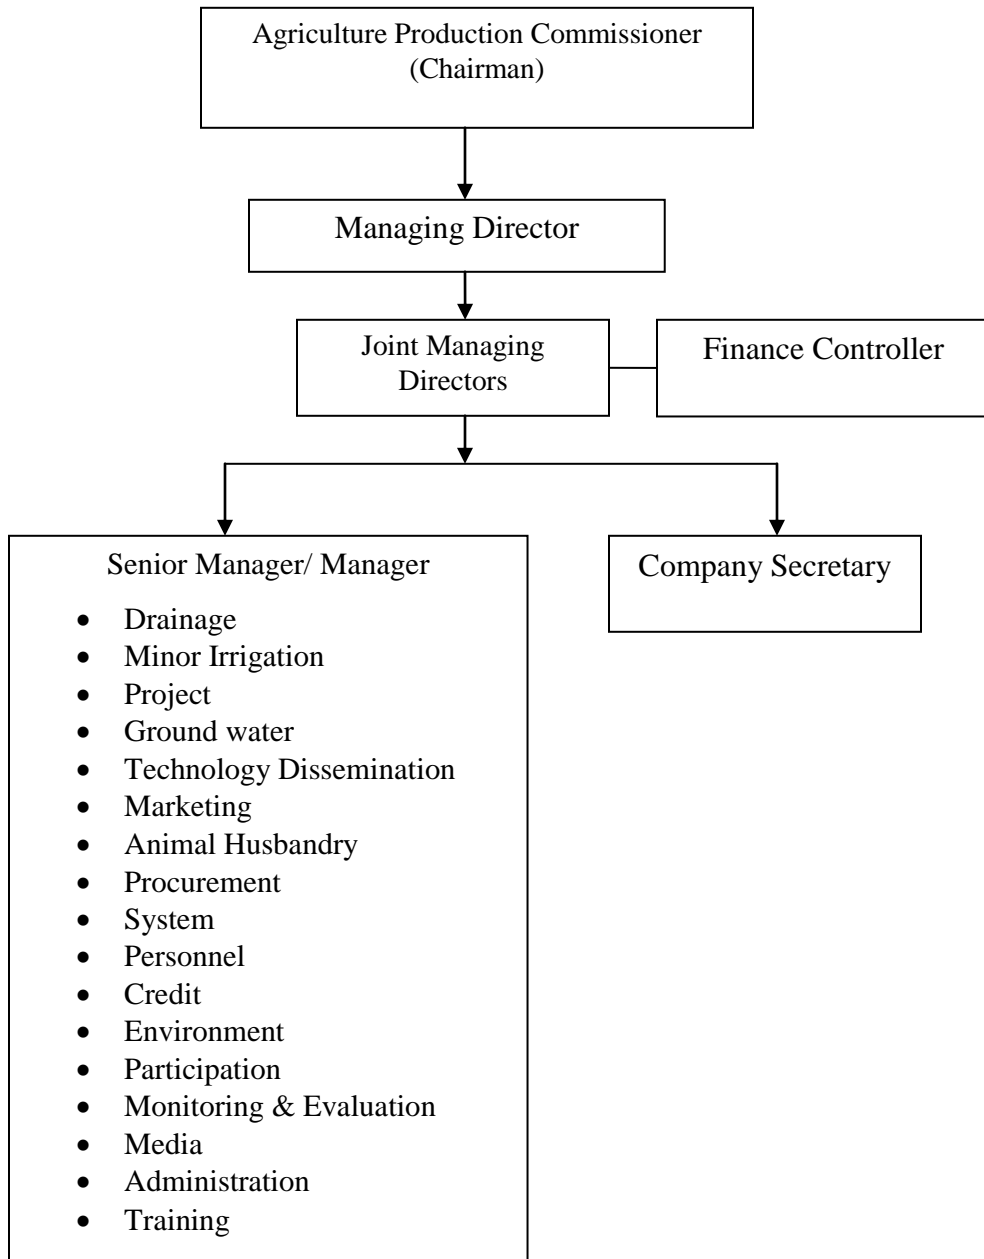 Agriculture Production Commissioner
(Chairman)
Managing Director
Joint Managing
Directors
Finance Controller
Senior Manager/ Manager
• Drainage
• Minor Irrigation
• Project
• Ground water
• Technology Dissemination
• Marketing
• Animal Husbandry
• Procurement
• System
• Personnel
• Credit
• Environment
• Participation
• Monitoring & Evaluation
• Media
• Administration
• Training
Company Secretary